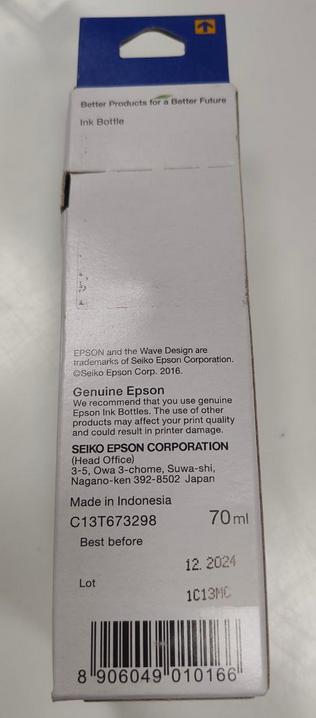 Better Products for a Better Future
Ink Bottle
EPSON and the Wave Design are
trademarks of Seiko Epson Corporation.
©Seiko Epson Corp. 2016.
Genuine Epson
We recommend that you use genuine
Epson Ink Bottles. The use of other
products may affect your print quality
and could result in printer damage.
SEIKO EPSON CORPORATION
(Head Office)
3-5, Owa 3-chome, Suwa-shi,
Nagano-ken 392-8502 Japan
Made in Indonesia
C13T673298 70ml
Best before
12. 2024
Lot
1C13MC
8 906049 010166